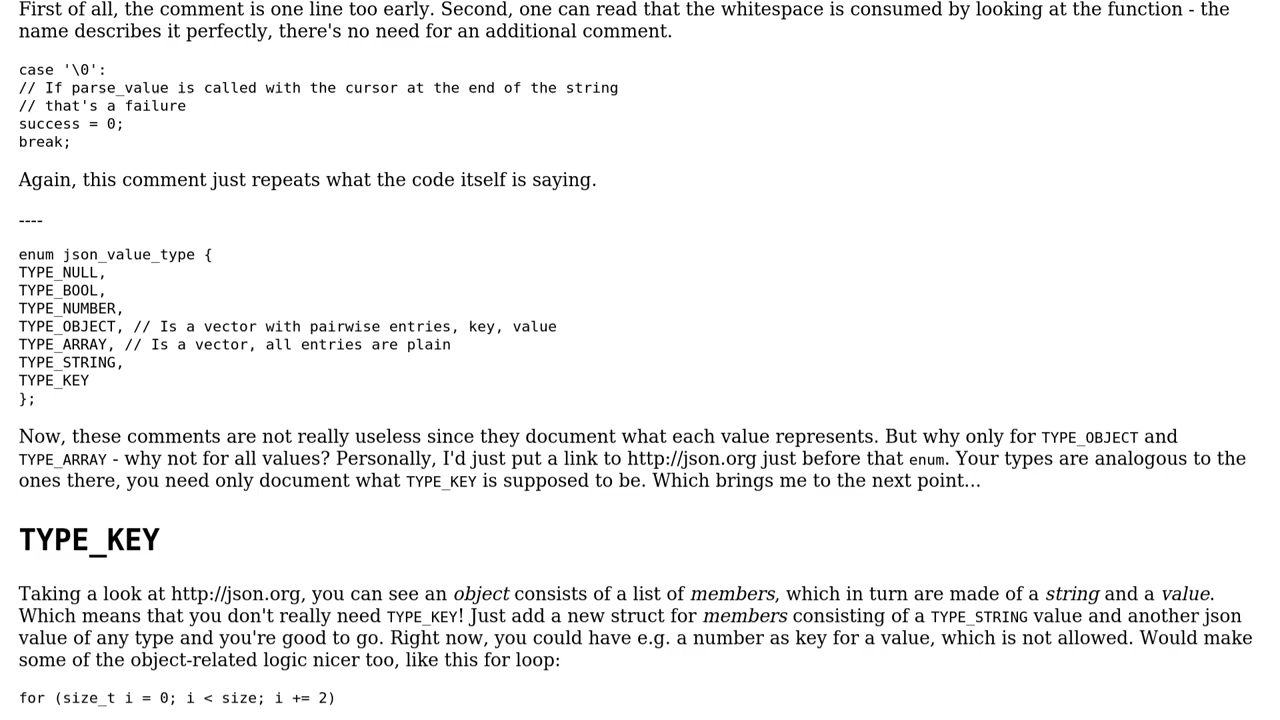 First of all, the comment is one line too early. Second, one can read that the whitespace is consumed by looking at the function - the
name describes it perfectly, there's no need for an additional comment.
case '\0':
// If parse_value is called with the cursor at the end of the string
// that's a failure
success = 0;
break;
Again, this comment just repeats what the code itself is saying.
----
enum json_value_type {
TYPE_NULL,
TYPE_BOOL,
TYPE_NUMBER,
TYPE_OBJECT, // Is a vector with pairwise entries, key, value
TYPE_ARRAY, // Is a vector, all entries are plain
TYPE_STRING,
TYPE_KEY
};
Now, these comments are not really useless since they document what each value represents. But why only for TYPE_OBJECT and
TYPE_ARRAY - why not for all values? Personally, I'd just put a link to http://json.org just before that enum. Your types are analogous to the
ones there, you need only document what TYPE_KEY is supposed to be. Which brings me to the next point...
TYPE_KEY
Taking a look at http://json.org, you can see an object consists of a list of members, which in turn are made of a string and a value.
Which means that you don't really need TYPE_KEY! Just add a new struct for members consisting of a TYPE_STRING value and another json
value of any type and you're good to go. Right now, you could have e.g. a number as key for a value, which is not allowed. Would make
some of the object-related logic nicer too, like this for loop:
for (size_t i = 0; i < size; i += 2)